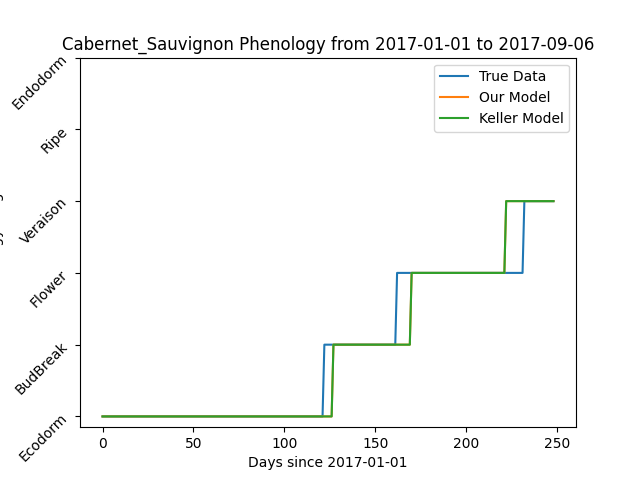 Cabernet_Sauvignon Phenology from 2017-01-01 to 2017-09-06
True Data
Our Model
Keller Model
Endodorm
Ripe
Veraison
Flower
BudBreak
Ecodorm
0 50 100 150 200 250
Days since 2017-01-01